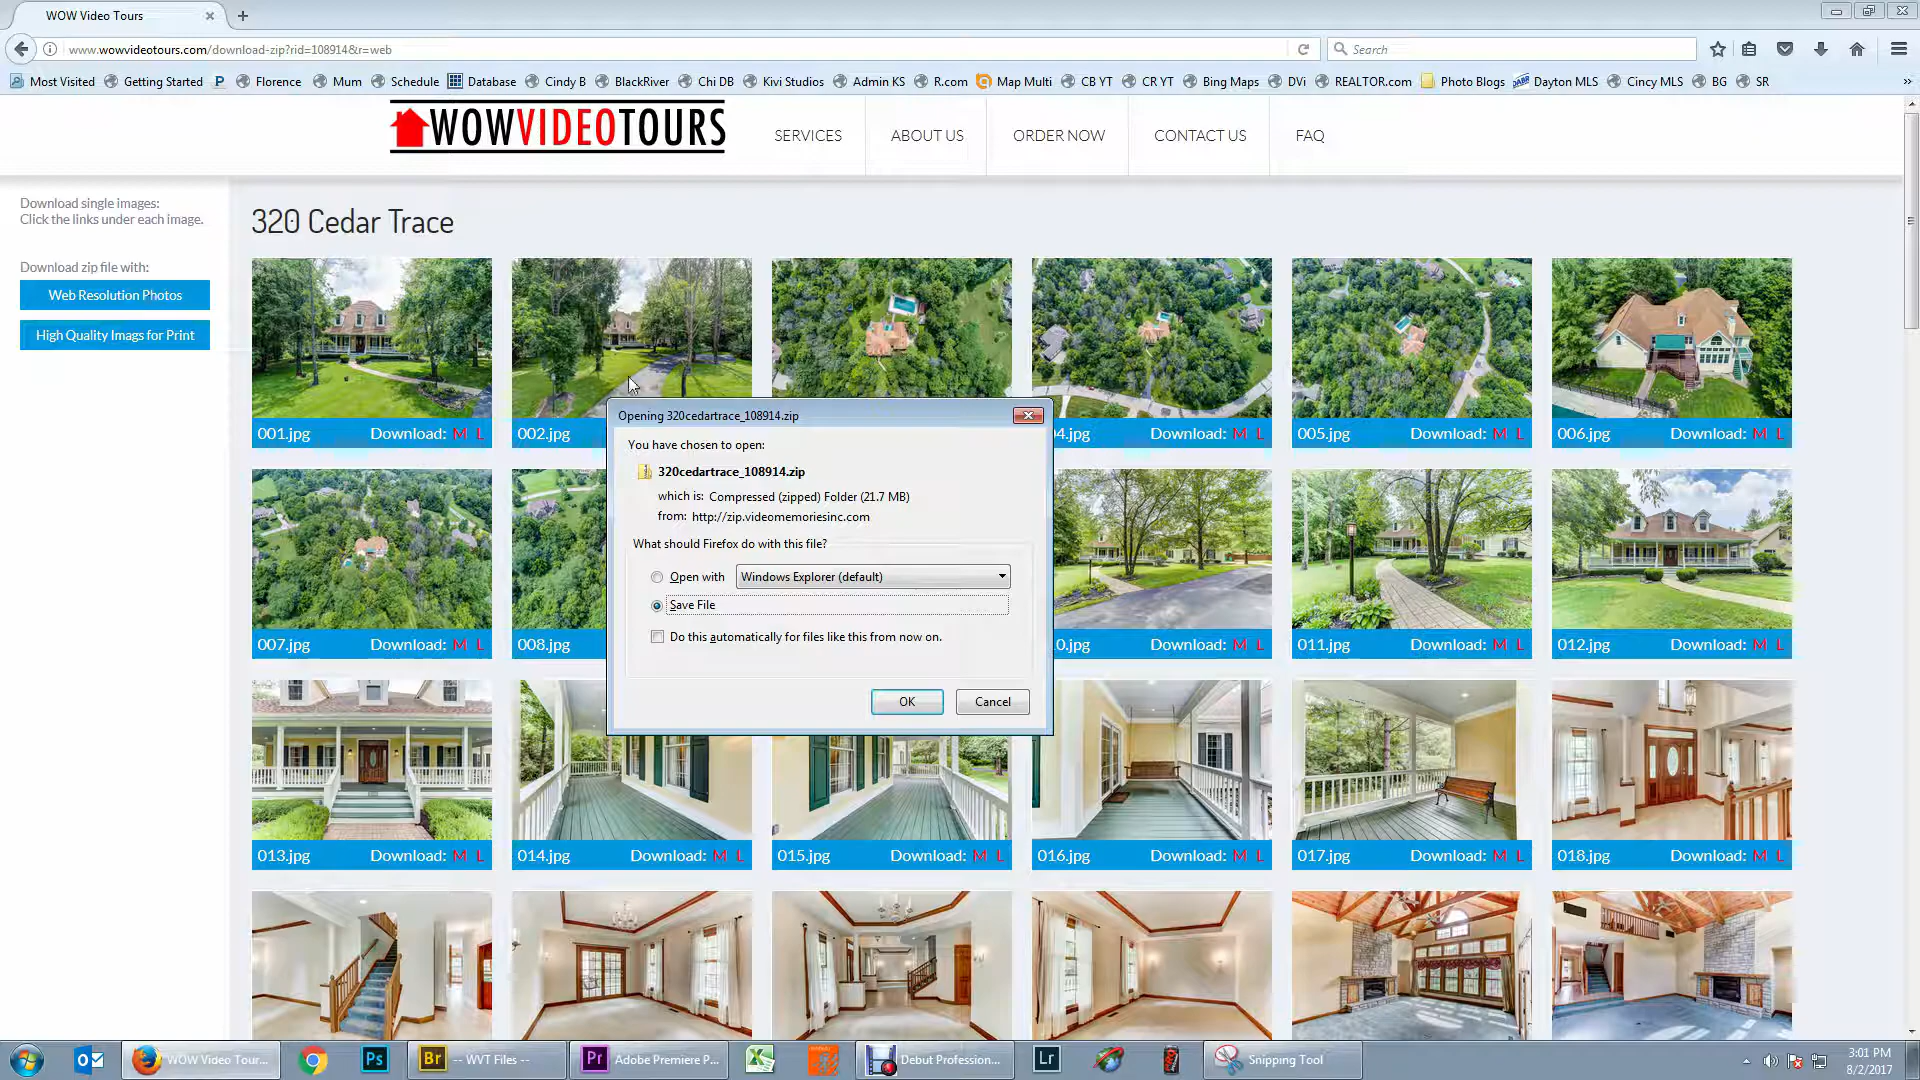 WOW Video Tours
www.wowvideotours.com/download-zip?rid=108914&r=web
Search
Most Visited
Getting Started
Florence
Mum
Schedule
Database
Cindy B
BlackRiver
Chi DB
Kivi Studios
Admin KS
R.com
Map Multi
CB YT
CR YT
Bing Maps
DVi
REALTOR.com
Photo Blogs
Dayton MLS
Cincy MLS
BG
SR
WOWVIDEOTOURS
SERVICES
ABOUT US
ORDER NOW
CONTACT US
FAQ
Download single images:
Click the links under each image.
Download zip file with:
Web Resolution Photos
High Quality Imags for Print
320 Cedar Trace
001.jpg Download: M L
002.jpg
4.jpg Download: M L
005.jpg Download: M L
006.jpg Download: M L
Opening 320cedartrace_108914.zip
You have chosen to open:
320cedartrace_108914.zip
which is: Compressed (zipped) Folder (21.7 MB)
from: http://zip.videomemoriesinc.com
What should Firefox do with this file?
Open with Windows Explorer (default)
Save File
Do this automatically for files like this from now on.
OK
Cancel
007.jpg Download: M L
008.jpg
0.jpg Download: M L
011.jpg Download: M L
012.jpg Download: M L
013.jpg Download: M L
014.jpg Download: M L
015.jpg Download: M L
016.jpg Download: M L
017.jpg Download: M L
018.jpg Download: M L
WOW Video Tour...
Ps
Br
-- WVT Files --
Pr
Adobe Premiere P...
Debut Profession...
Lr
Snipping Tool
3:01 PM
8/2/2017